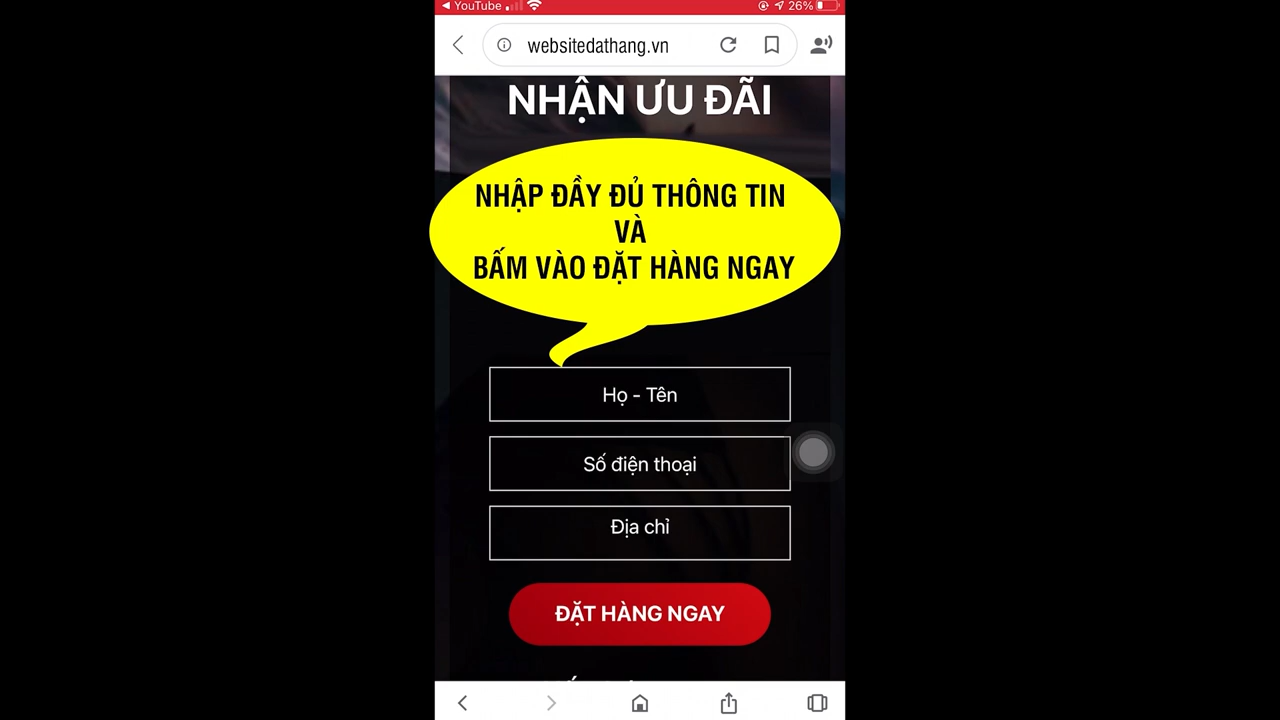 YouTube 26%
websitedathang.vn
NHẬN ƯU ĐÃI
NHẬP ĐẦY ĐỦ THÔNG TIN
VÀ
BẤM VÀO ĐẶT HÀNG NGAY
Họ - Tên
Số điện thoại
Địa chỉ
ĐẶT HÀNG NGAY